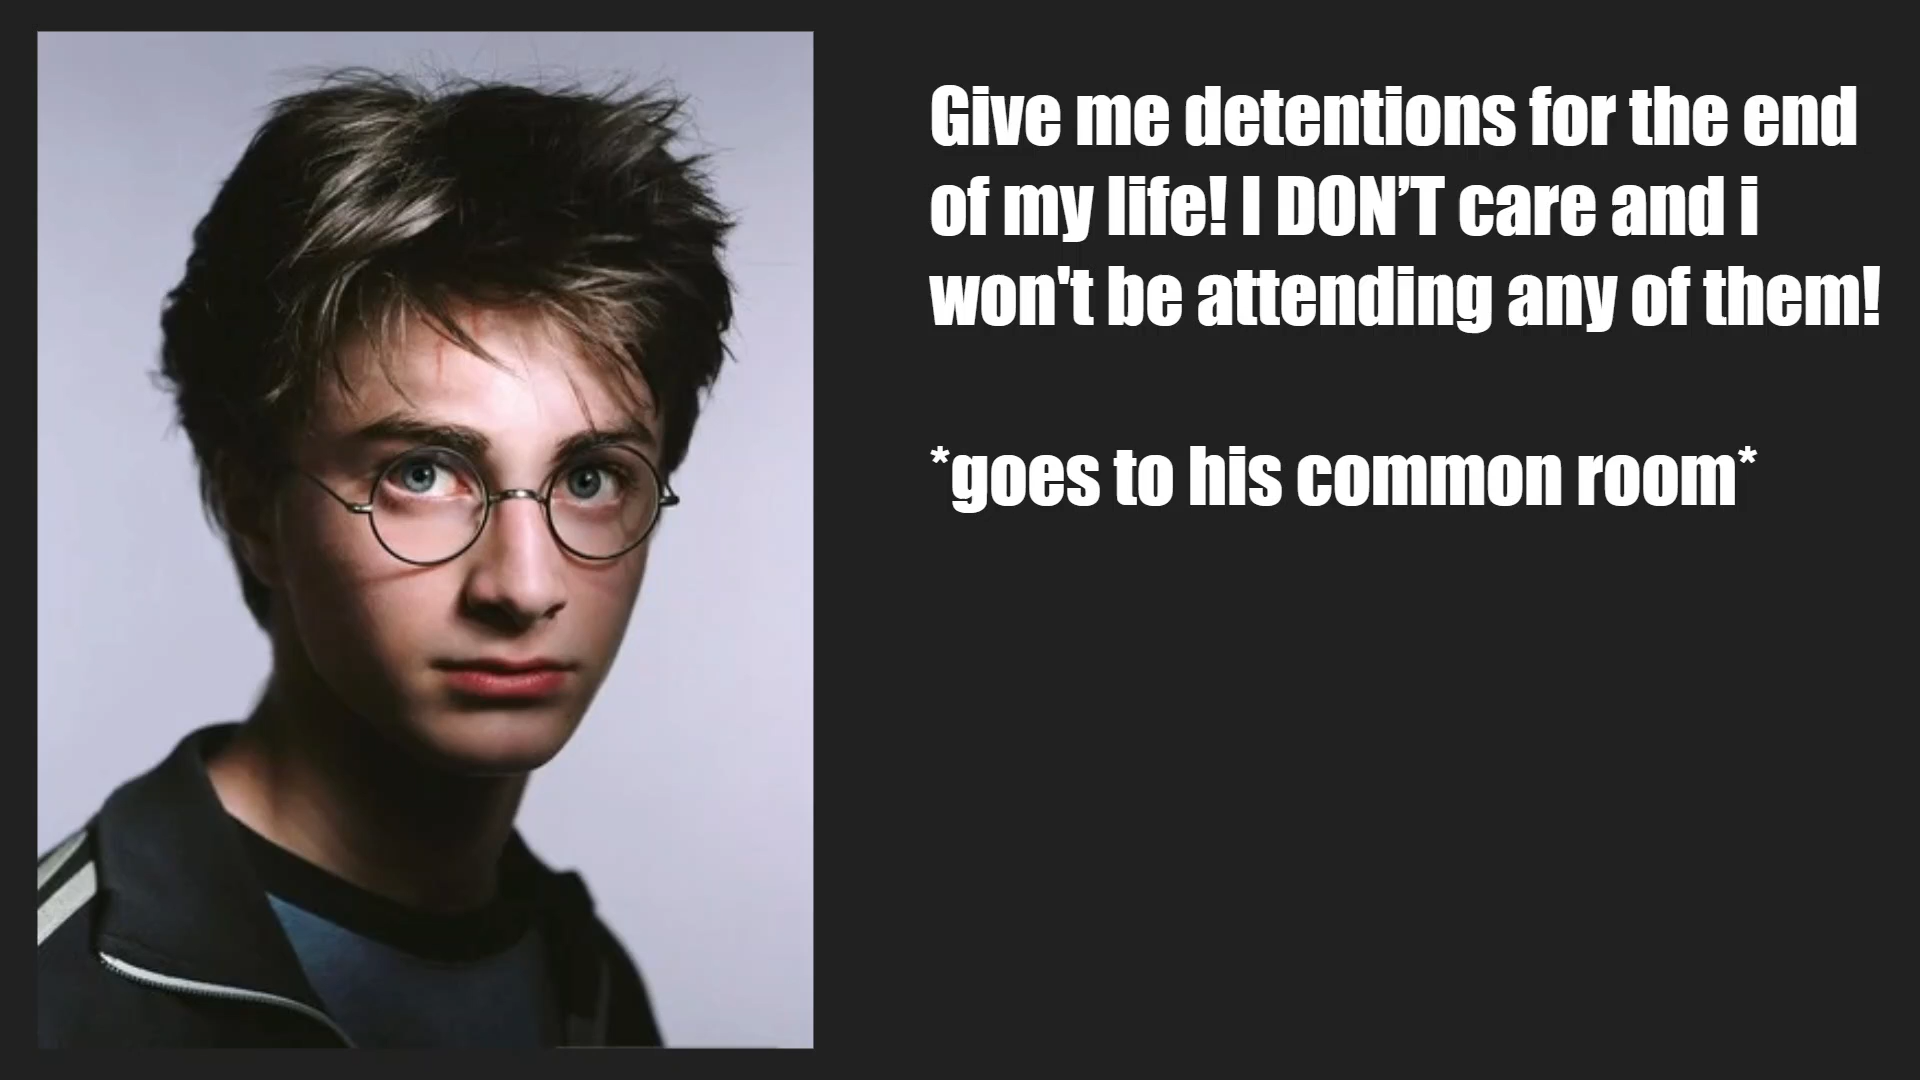 Give me detentions for the end
of my life! I DON’T care and i
won't be attending any of them!
*goes to his common room*